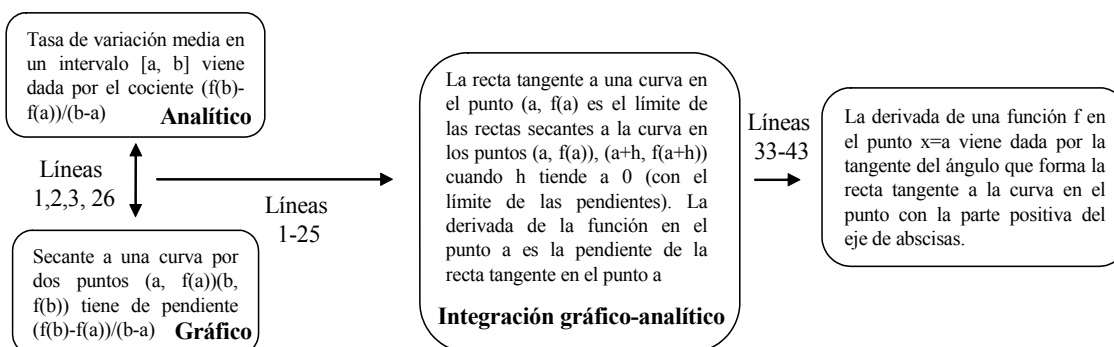 Tasa de variación media en
un intervalo [a, b] viene
dada por el cociente (f(b)-
f(a))/(b-a) Analítico
Líneas
1,2,3, 26
Secante a una curva por
dos puntos (a, f(a))(b,
f(b)) tiene de pendiente
(f(b)-f(a))/(b-a) Gráfico
Líneas
1-25
La recta tangente a una curva en
el punto (a, f(a) es el límite de
las rectas secantes a la curva en
los puntos (a, f(a)), (a+h, f(a+h))
cuando h tiende a 0 (con el
límite de las pendientes). La
derivada de la función en el
punto a es la pendiente de la
recta tangente en el punto a
Integración gráfico-analítico
Líneas
33-43
La derivada de una función f en
el punto x=a viene dada por la
tangente del ángulo que forma la
recta tangente a la curva en el
punto con la parte positiva del
eje de abscisas.